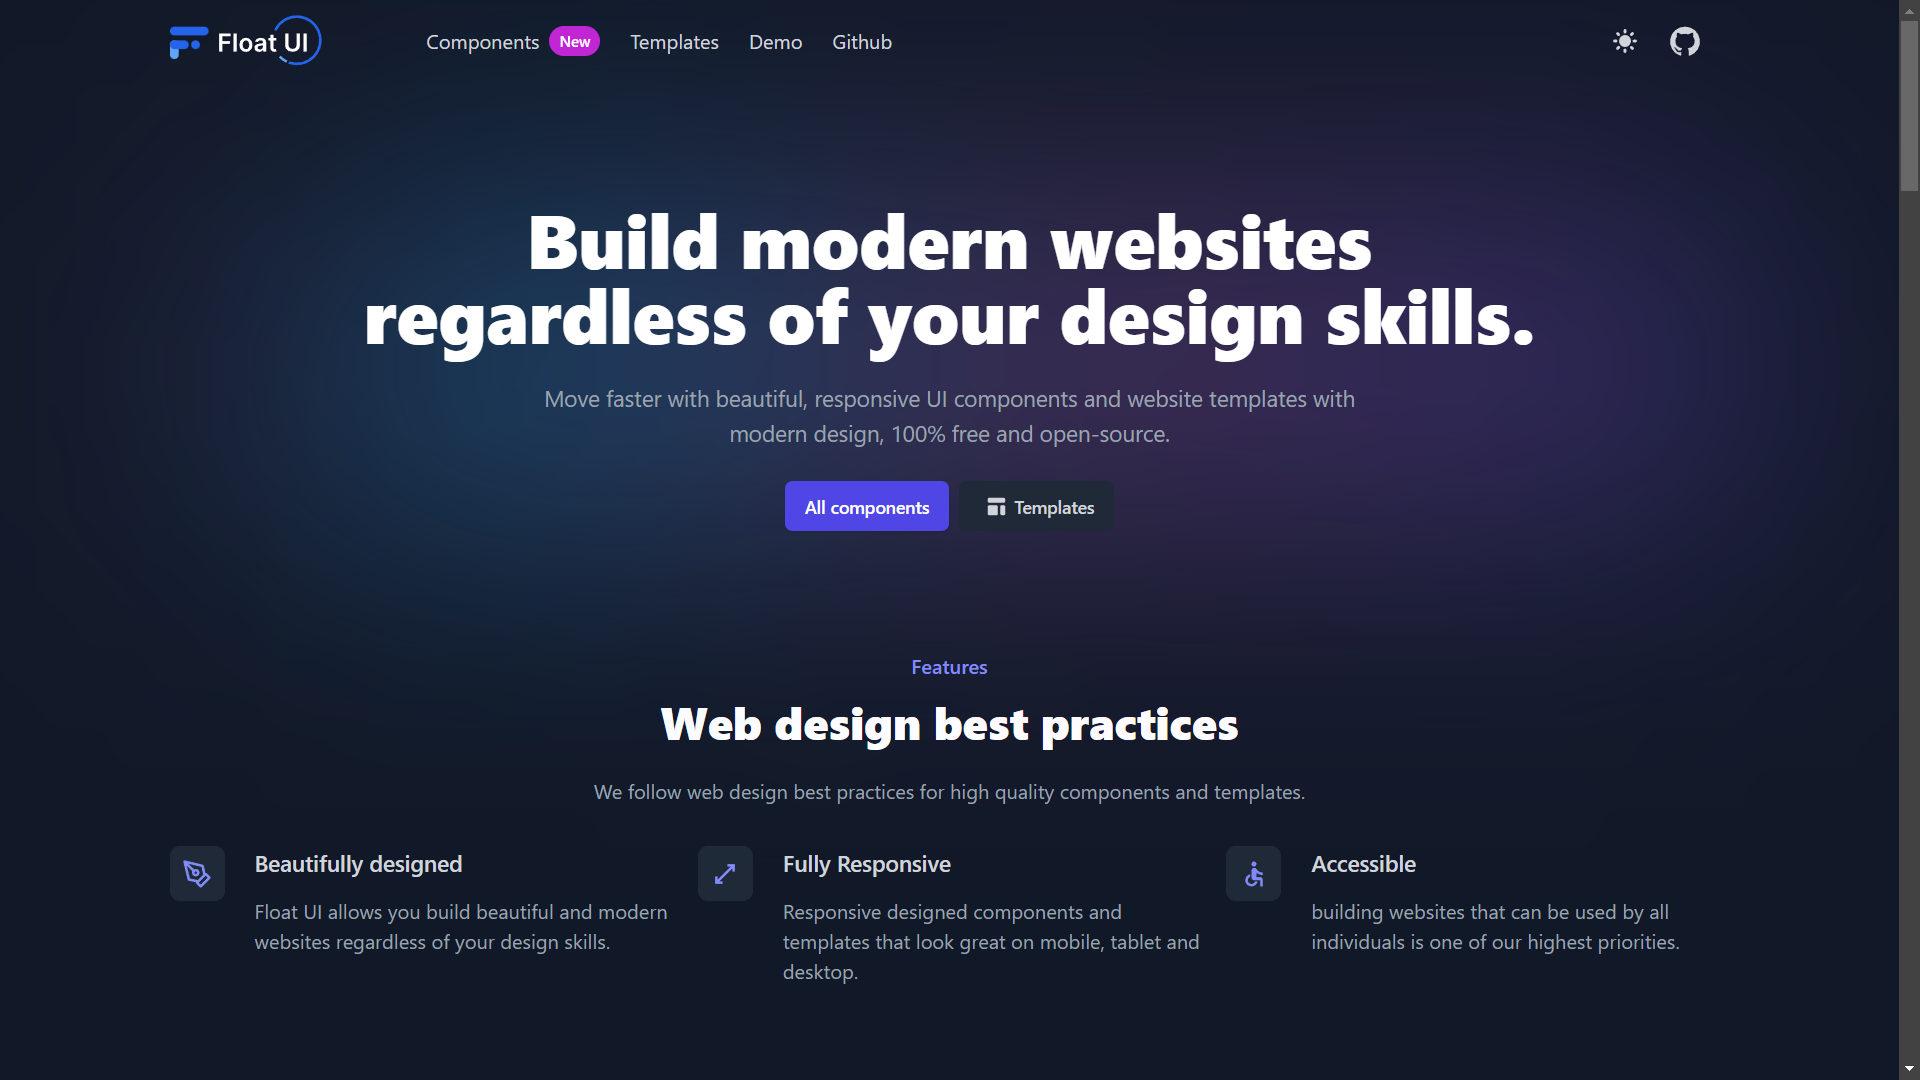 Float UI
Components New Templates Demo Github
Build modern websites
regardless of your design skills.
Move faster with beautiful, responsive UI components and website templates with
modern design, 100% free and open-source.
All components Templates
Features
Web design best practices
We follow web design best practices for high quality components and templates.
Beautifully designed
Float UI allows you build beautiful and modern
websites regardless of your design skills.
Fully Responsive
Responsive designed components and
templates that look great on mobile, tablet and
desktop.
Accessible
building websites that can be used by all
individuals is one of our highest priorities.